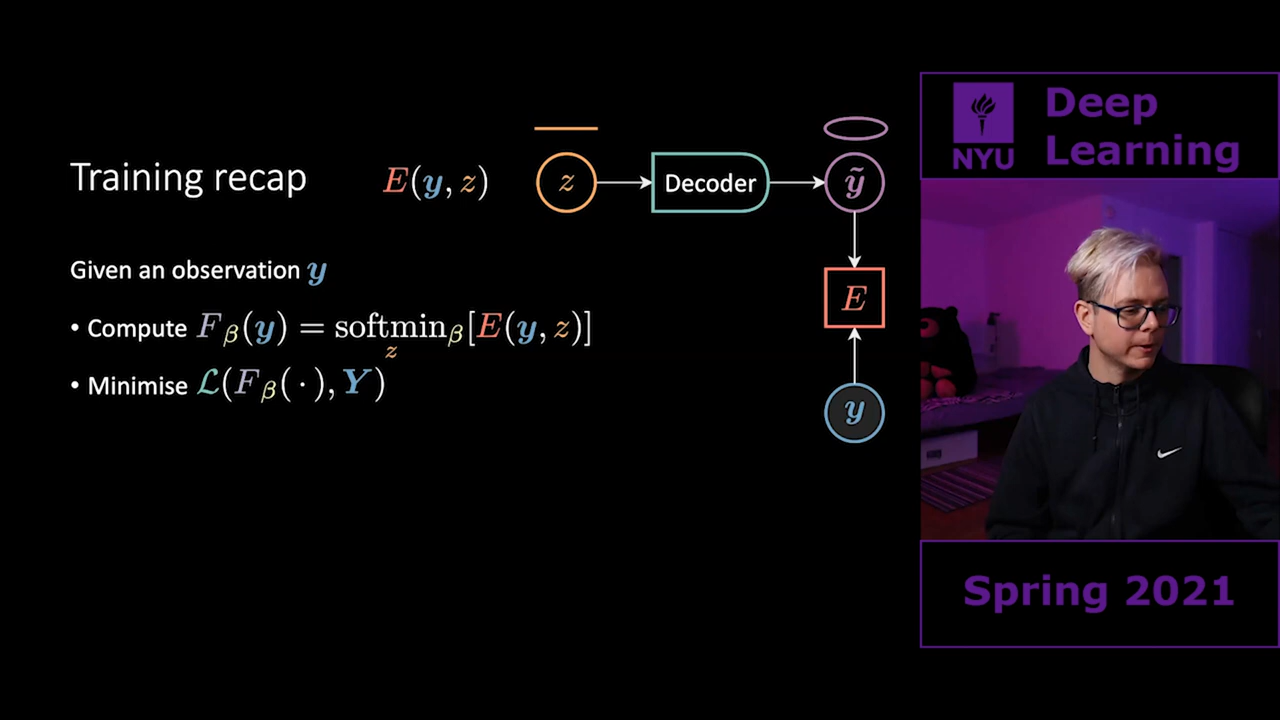 Training recap
E(y, z)
z
Decoder
ỹ
E
y
Given an observation y
• Compute F_β(y) = softmin_β[E(y, z)]
z
• Minimise ℒ(F_β(·), Y)
NYU
Deep
Learning
Spring 2021